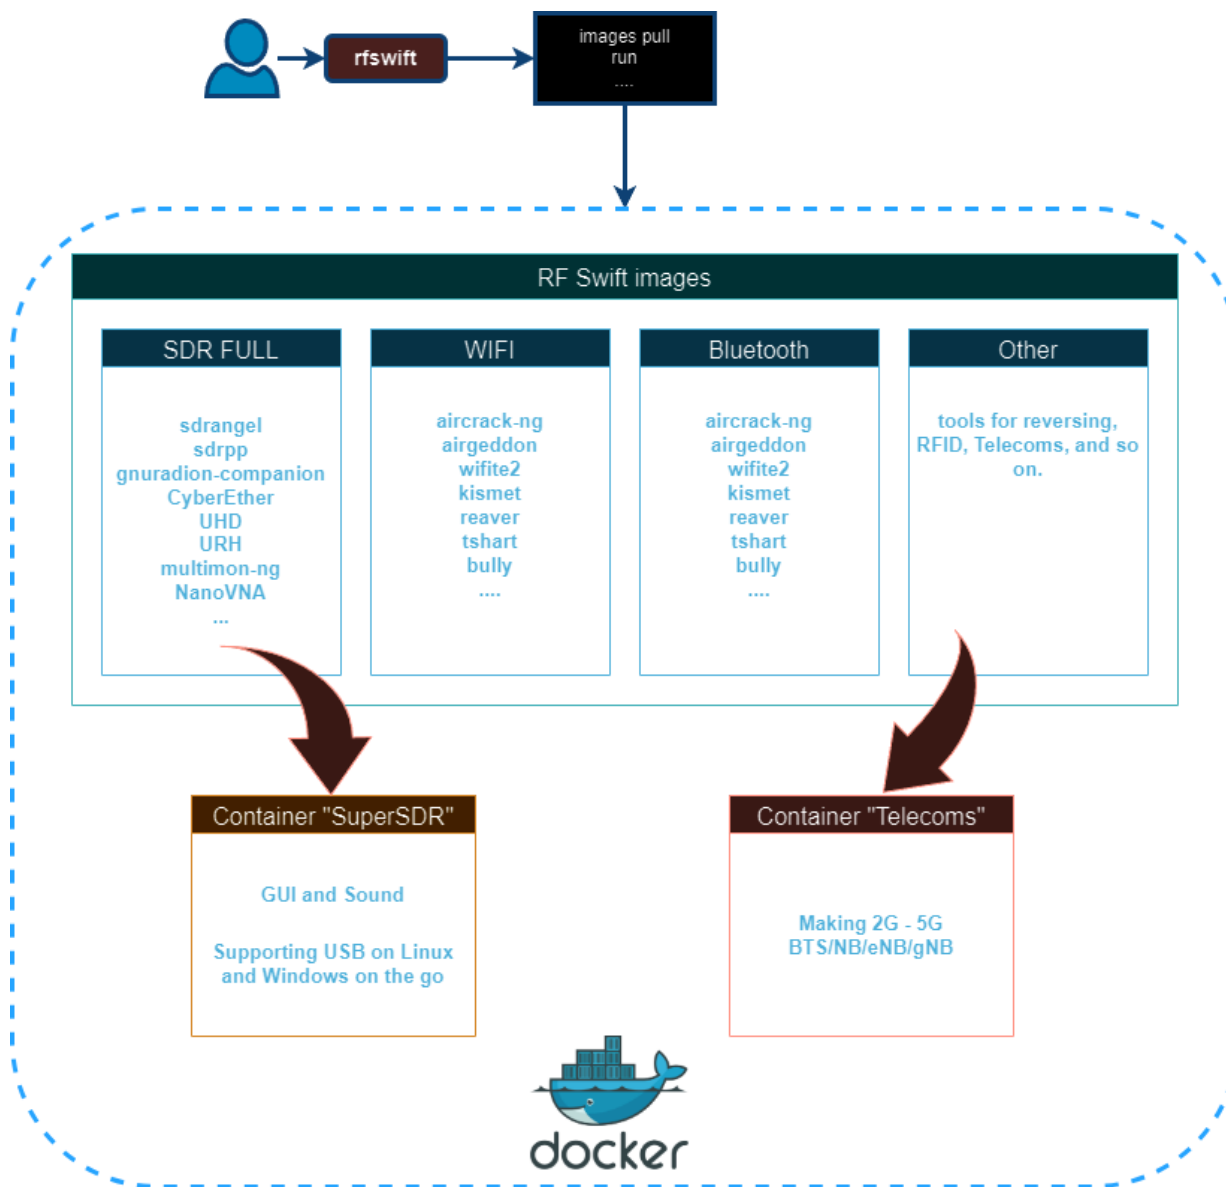 rfswift
images pull
run
....
RF Swift images
SDR FULL
sdrangel
sdrpp
gnuradion-companion
CyberEther
UHD
URH
multimon-ng
NanoVNA
...
WIFI
aircrack-ng
airgeddon
wifite2
kismet
reaver
tshart
bully
....
Bluetooth
aircrack-ng
airgeddon
wifite2
kismet
reaver
tshart
bully
....
Other
tools for reversing,
RFID, Telecoms, and so
on.
Container "SuperSDR"
GUI and Sound
Supporting USB on Linux
and Windows on the go
Container "Telecoms"
Making 2G - 5G
BTS/NB/eNB/gNB
docker